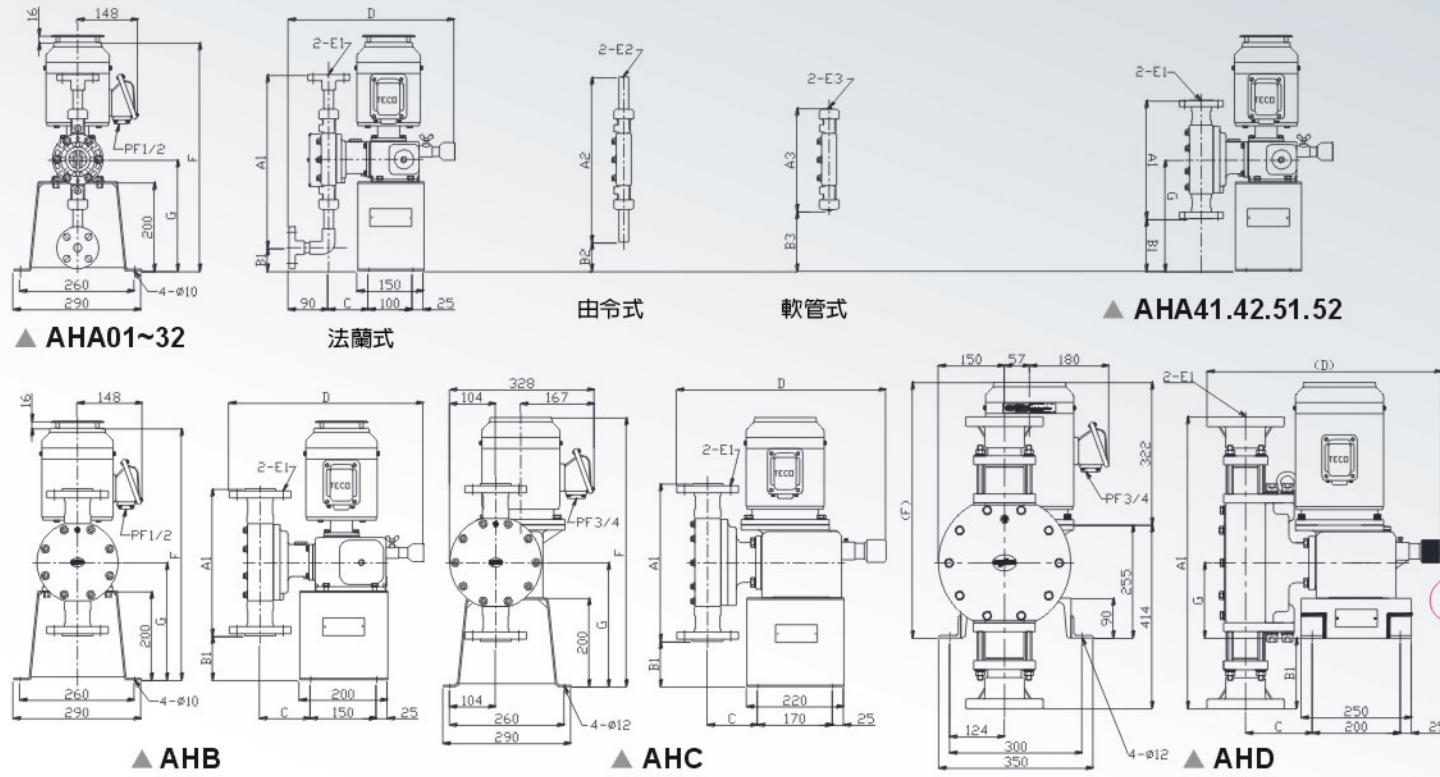 16
148
PF1/2
F
G
200
260
290
4-ø10
▲ AHA01~32
D
2-E1
TECO
A1
B1
150
90
C
100
25
法蘭式
2-E2
A2
B2
由令式
2-E3
A3
B3
軟管式
2-E1
TECO
A1
G
B1
▲ AHA41.42.51.52
16
148
PF1/2
F
G
200
260
290
4-ø10
D
2-E1
TECO
A1
B1
200
C
150
25
▲ AHB
328
104
167
PF3/4
F
G
200
104
260
290
4-ø12
D
2-E1
TECO
A1
B1
220
C
170
25
▲ AHC
150
57
180
(F)
322
PF3/4
255
414
90
124
300
350
4-ø12
(D)
2-E1
TECO
A1
G
B1
250
C
200
25
▲ AHD